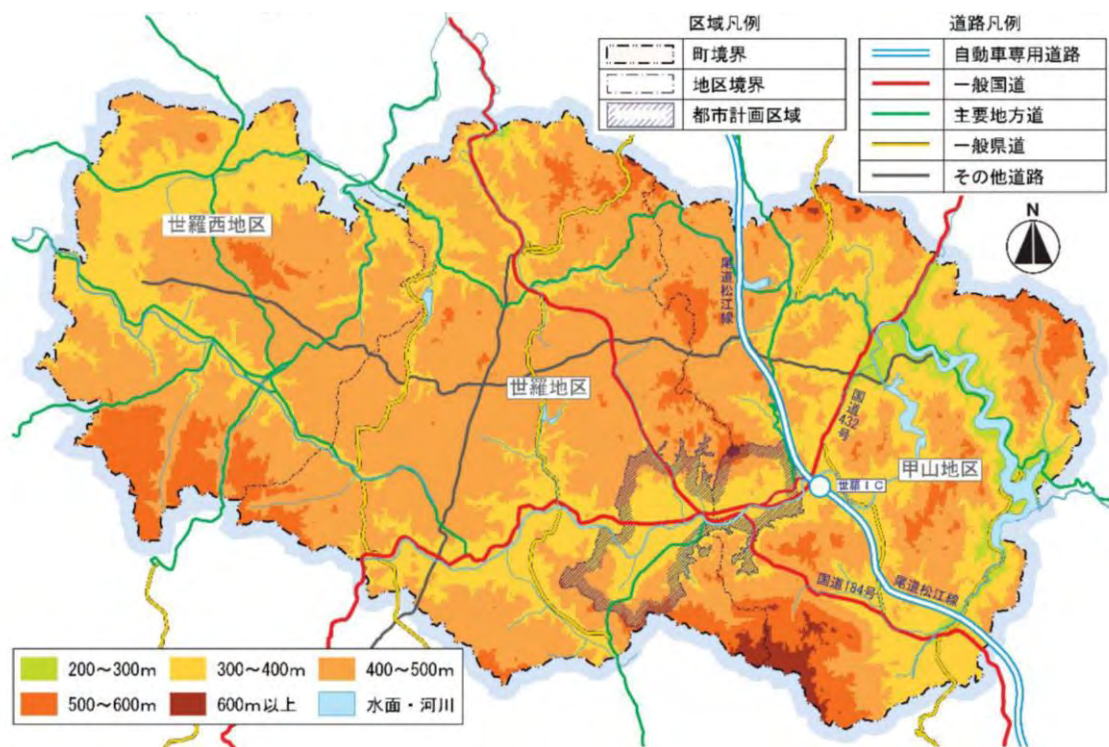 区域凡例
町境界
地区境界
都市計画区域
道路凡例
自動車専用道路
一般国道
主要地方道
一般県道
その他道路
N
世羅西地区
尾道松江線
世羅地区
国道432号
甲山地区
世羅IC
国道184号
尾道松江線
200～300m
300～400m
400～500m
500～600m
600m以上
水面・河川